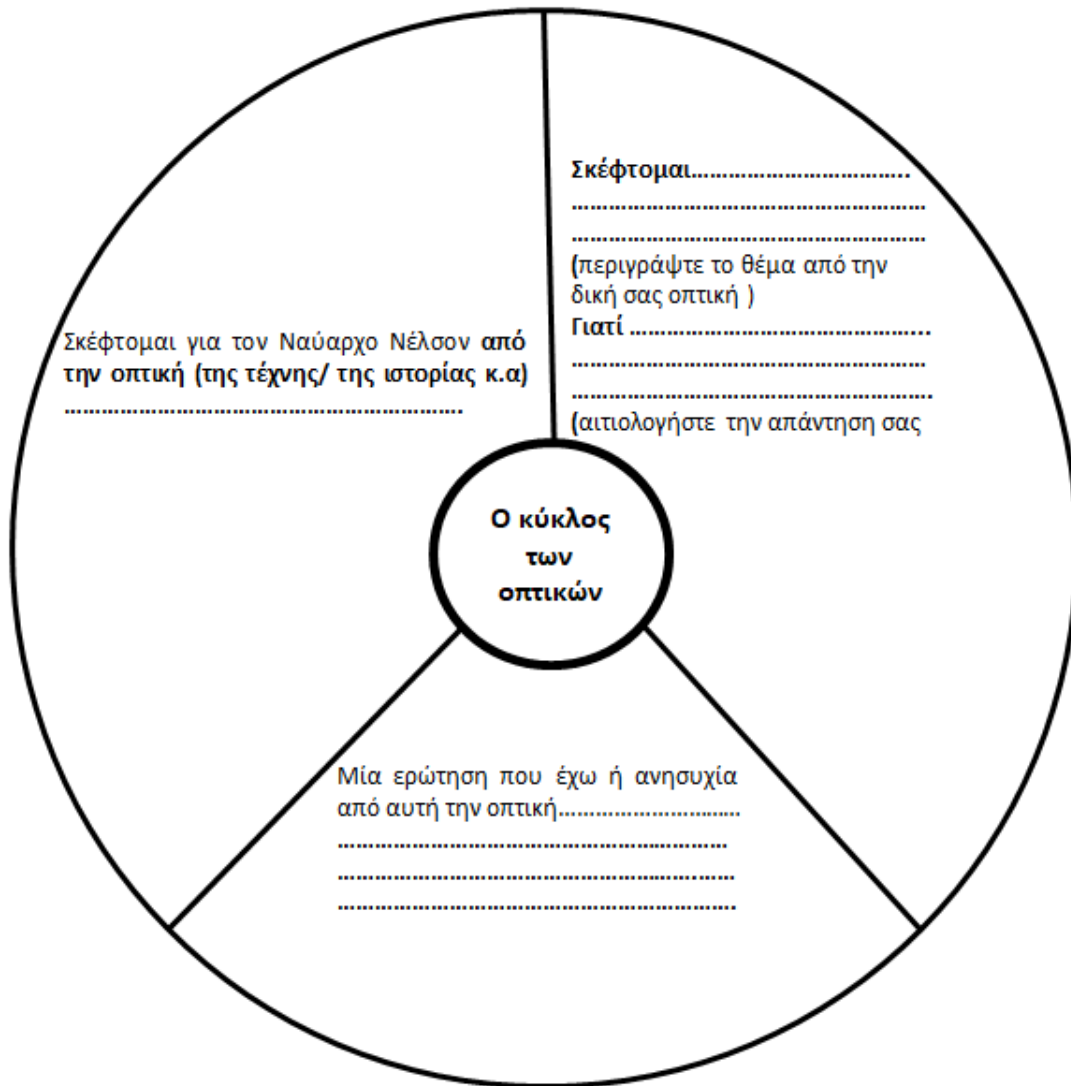 Σκέφτομαι……………………………..
…………………………………………………
…………………………………………………
(περιγράψτε το θέμα από την
δική σας οπτική )
Γιατί ………………………………………...
…………………………………………………
………………………………………………….
(αιτιολογήστε την απάντηση σας
Σκέφτομαι για τον Ναύαρχο Νέλσον από
την οπτική (της τέχνης/ της ιστορίας κ.α)
……………………………………………………….
Ο κύκλος
των
οπτικών
Μία ερώτηση που έχω ή ανησυχία
από αυτή την οπτική………………………..
………………………………………………………
……………………………………………….……
……………………………………………………….